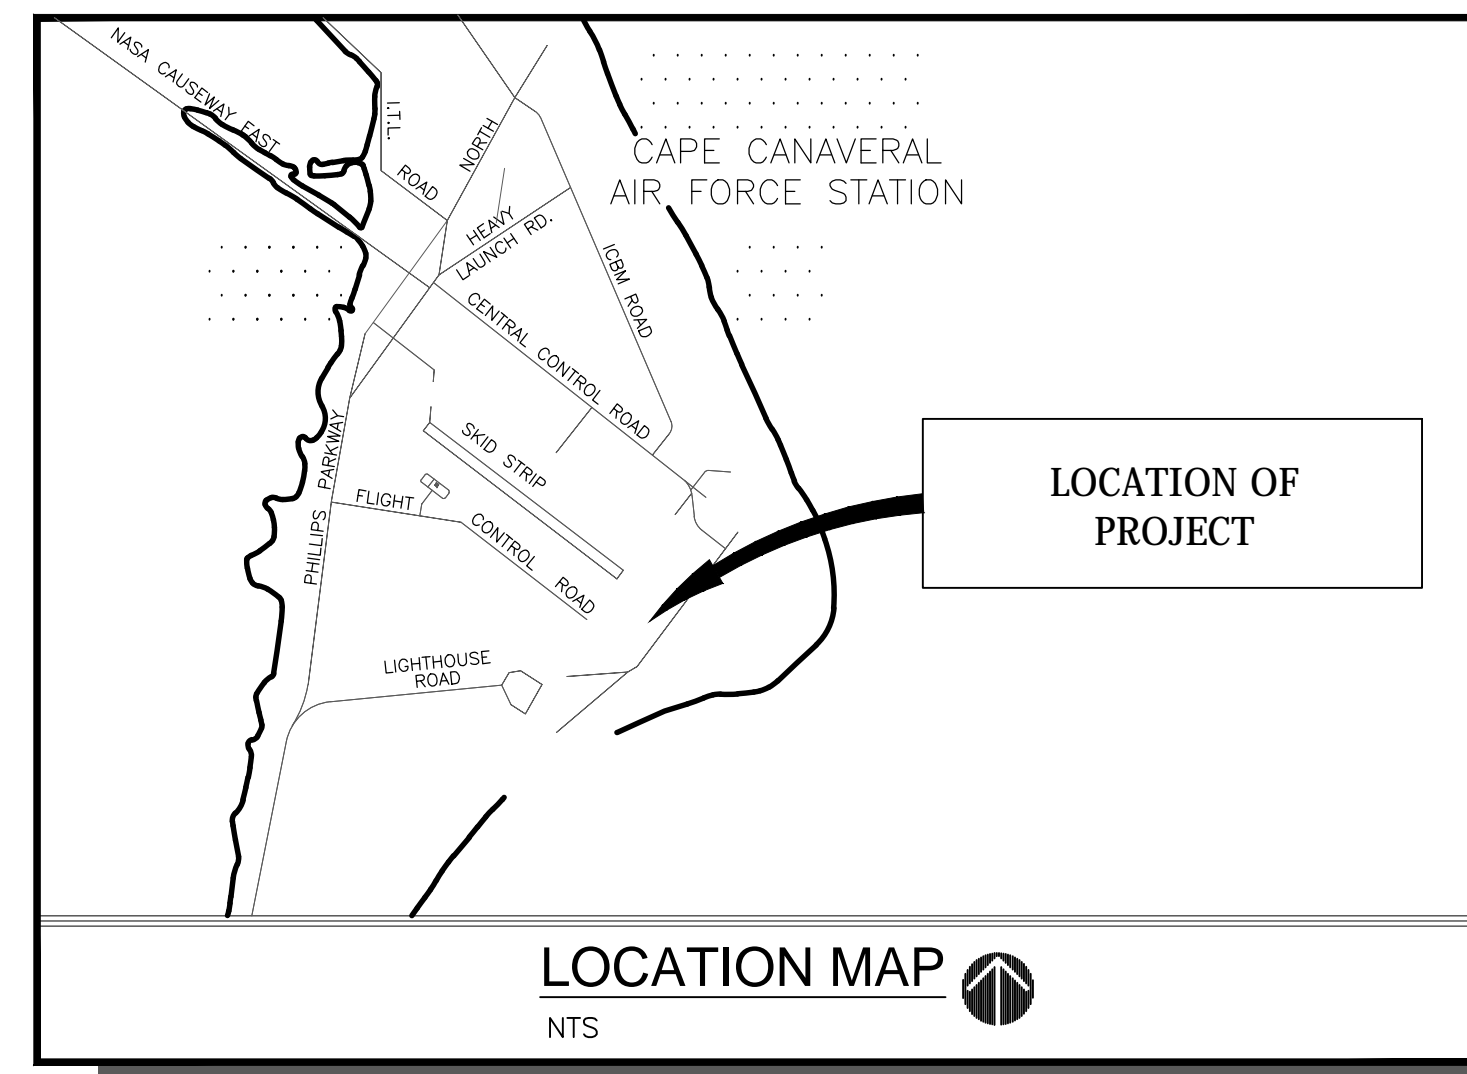 NASA CAUSEWAY EAST
I.T.L.
ROAD
NORTH
CAPE CANAVERAL
AIR FORCE STATION
HEAVY
LAUNCH RD.
ICBM ROAD
CENTRAL CONTROL ROAD
SKID STRIP
PHILLIPS PARKWAY
FLIGHT
CONTROL ROAD
LIGHTHOUSE
ROAD
LOCATION OF
PROJECT
LOCATION MAP
NTS